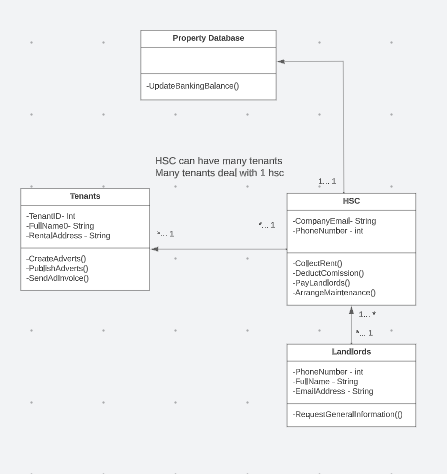 Property Database
-UpdateBankingBalance()
HSC can have many tenants
Many tenants deal with 1 hsc
1... 1
Tenants
-TenantID- Int
-FullName0- String
-RentalAddress - String
-CreateAdverts()
-PublishAdverts()
-SendAdInvoice()
*... 1
*... 1
HSC
-CompanyEmail- String
-PhoneNumber - int
-CollectRent()
-DeductComission()
-PayLandlords()
-ArrangeMaintenance()
1... *
*... 1
Landlords
-PhoneNumber - int
-FullName - String
-EmailAddress - String
-RequestGeneralInformation(()